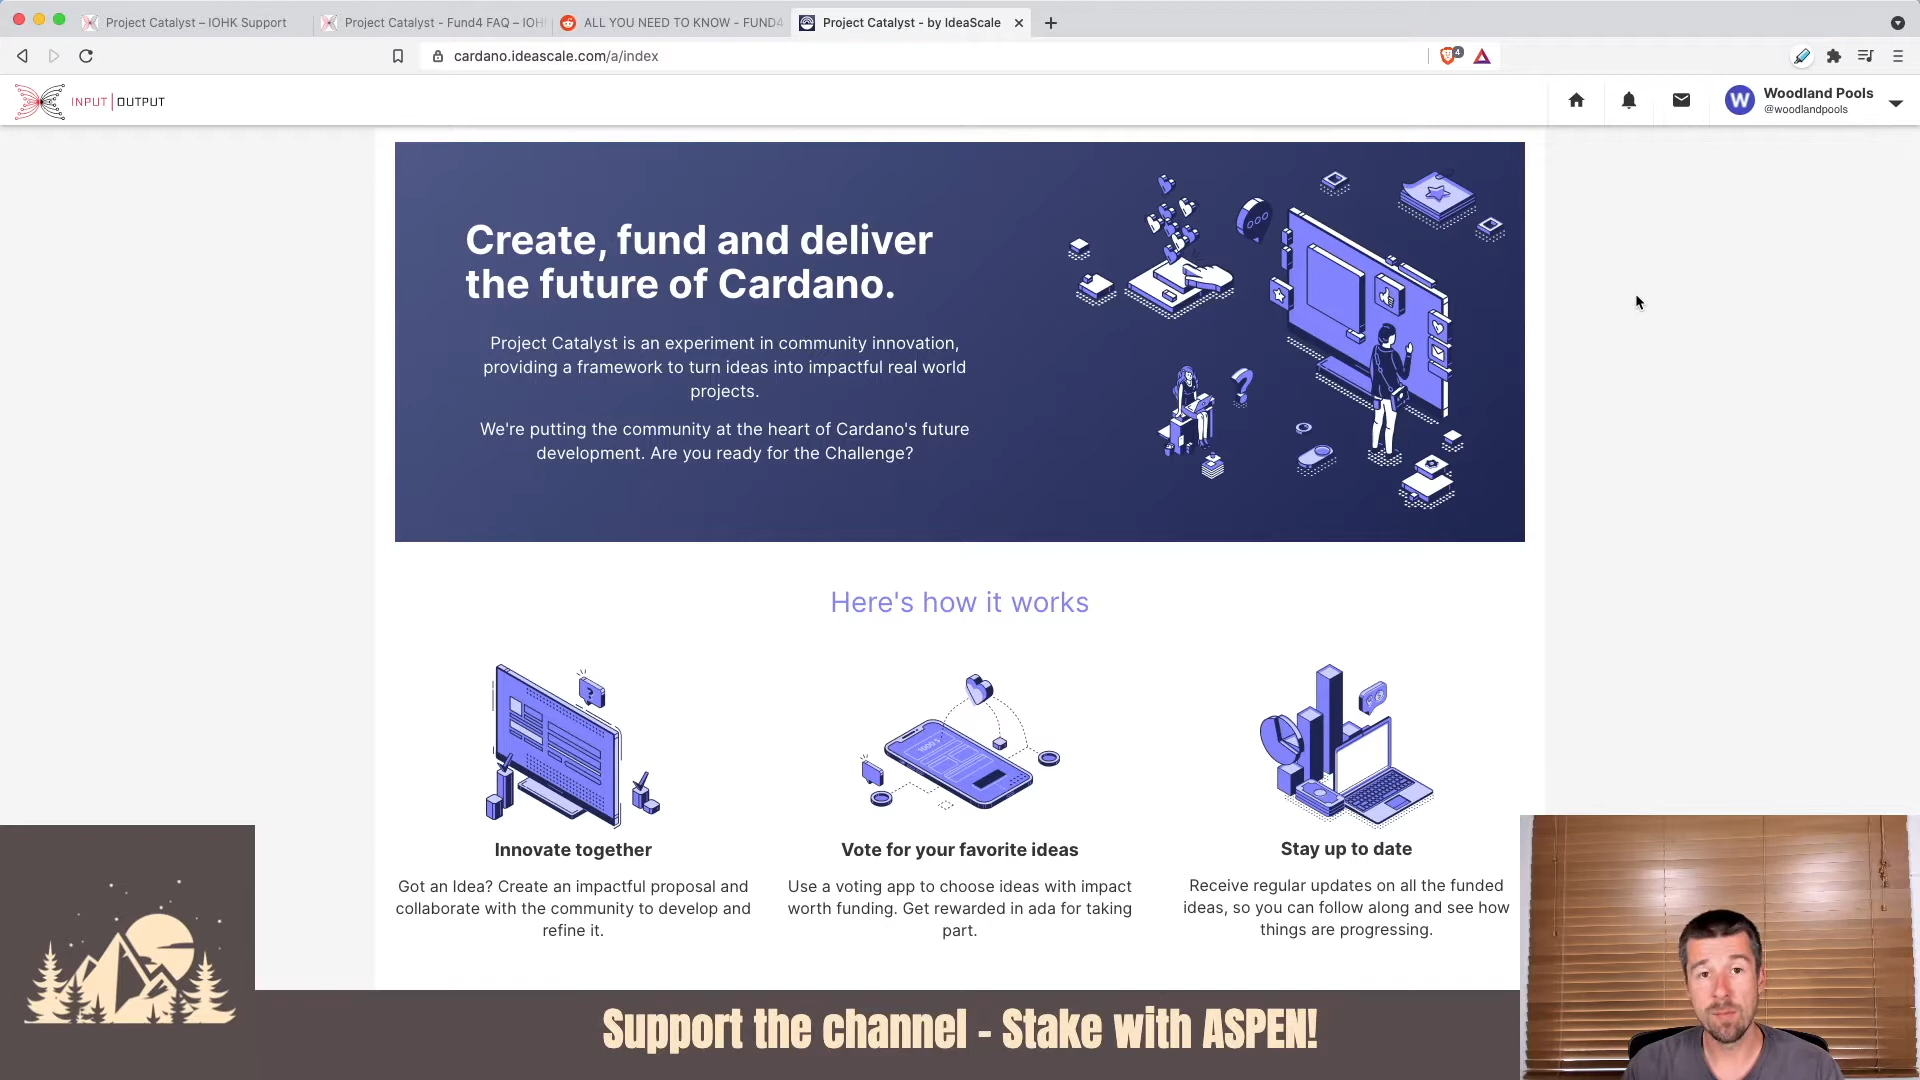 Project Catalyst – IOHK Support
Project Catalyst - Fund4 FAQ – IOH
ALL YOU NEED TO KNOW - FUND4
Project Catalyst - by IdeaScale
cardano.ideascale.com/a/index
4
INPUT | OUTPUT
W
Woodland Pools
@woodlandpools
Create, fund and deliver
the future of Cardano.
Project Catalyst is an experiment in community innovation,
providing a framework to turn ideas into impactful real world
projects.
We're putting the community at the heart of Cardano's future
development. Are you ready for the Challenge?
Here's how it works
Innovate together
Got an Idea? Create an impactful proposal and
collaborate with the community to develop and
refine it.
Vote for your favorite ideas
Use a voting app to choose ideas with impact
worth funding. Get rewarded in ada for taking
part.
Stay up to date
Receive regular updates on all the funded
ideas, so you can follow along and see how
things are progressing.
Support the channel - Stake with ASPEN!